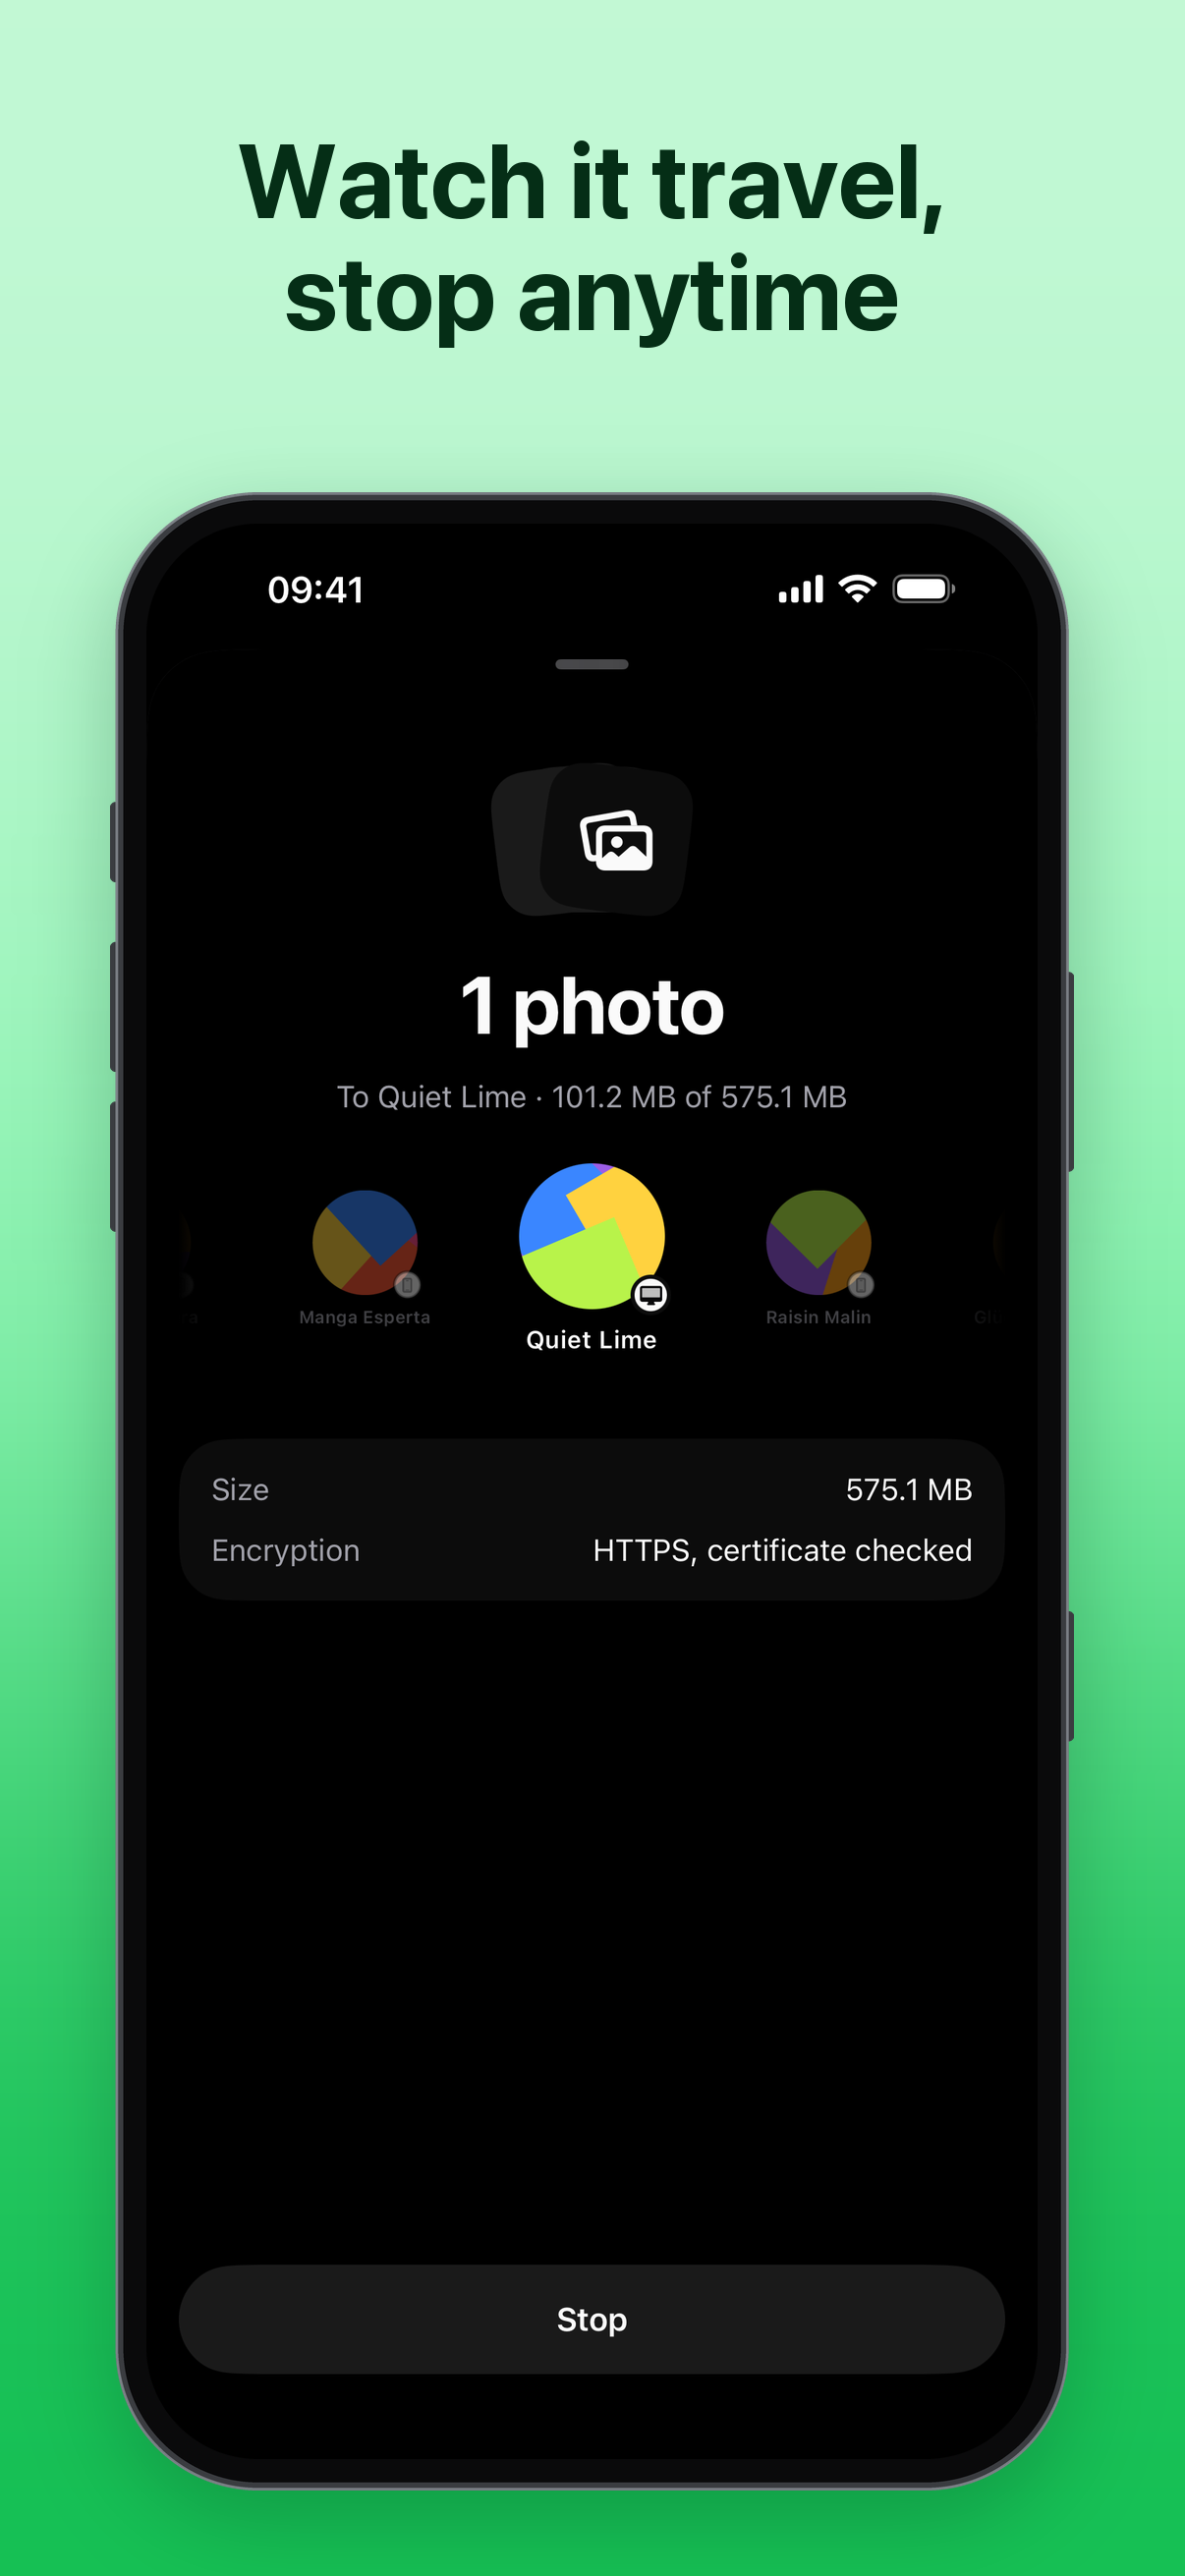 Watch it travel,
stop anytime
09:41
1 photo
To Quiet Lime · 101.2 MB of 575.1 MB
Manga Esperta
Quiet Lime
Raisin Malin
Size
575.1 MB
Encryption
HTTPS, certificate checked
Stop